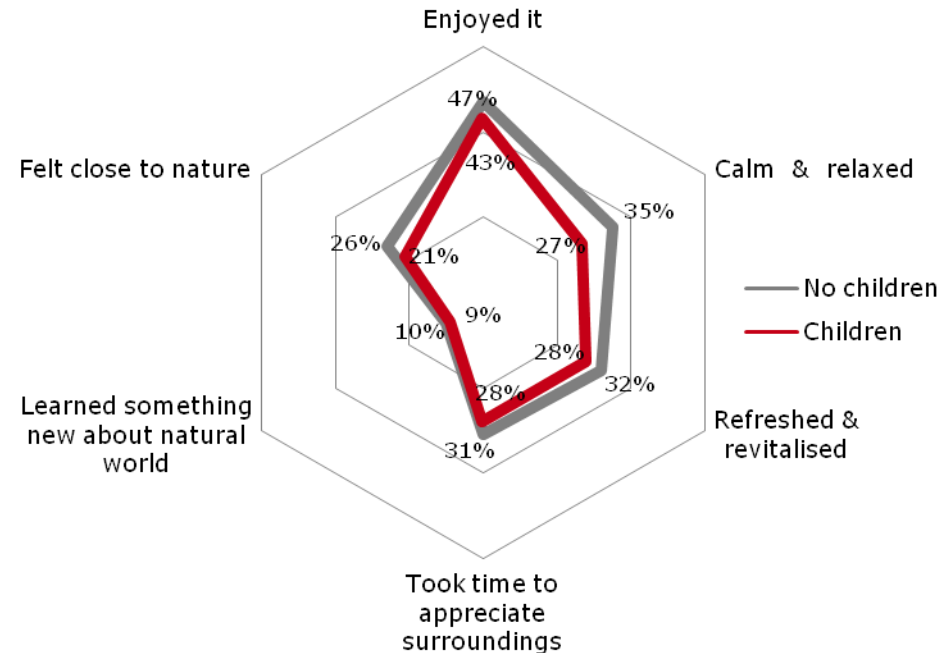 Enjoyed it
47%
43%
Felt close to nature
Calm & relaxed
35%
26%
21%
27%
No children
9%
10%
Children
28%
28%
32%
Learned something
new about natural
world
Refreshed &
revitalised
31%
Took time to
appreciate
surroundings